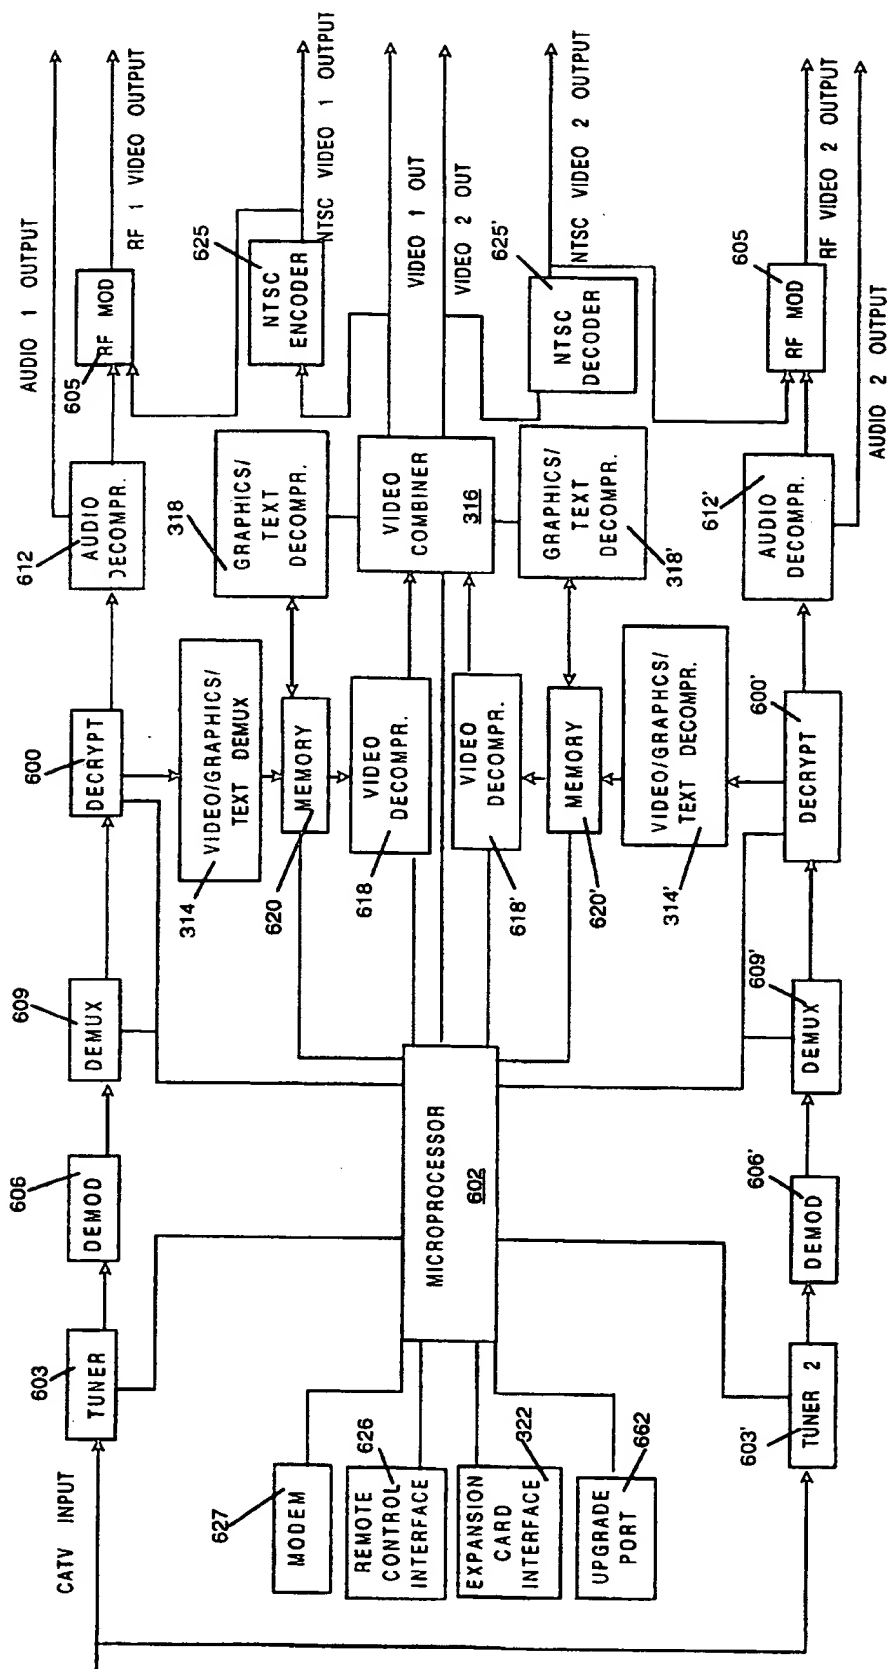 CATV INPUT
603
TUNER
606
DEMOD
609
DEMUX
600
DECRYPT
612
AUDIO
DECOMPR.
605
RF MOD
AUDIO 1 OUTPUT
RF 1 VIDEO OUTPUT
314
VIDEO/GRAPHICS/
TEXT DEMUX
318
GRAPHICS/
TEXT
DECOMPR.
625
NTSC
ENCODER
NTSC VIDEO 1 OUTPUT
620
MEMORY
627
MODEM
618
VIDEO
DECOMPR.
626
REMOTE
CONTROL
INTERFACE
MICROPROCESSOR
602
VIDEO
COMBINER
316
VIDEO 1 OUT
VIDEO 2 OUT
322
EXPANSION
CARD
INTERFACE
618'
VIDEO
DECOMPR.
662
UPGRADE
PORT
620'
MEMORY
318'
GRAPHICS/
TEXT
DECOMPR.
625'
NTSC
DECODER
NTSC VIDEO 2 OUTPUT
314'
VIDEO/GRAPHCS/
TEXT DECOMPR.
603'
TUNER 2
606'
DEMOD
609'
DEMUX
600'
DECRYPT
612'
AUDIO
DECOMPR.
605
RF MOD
RF VIDEO 2 OUTPUT
AUDIO 2 OUTPUT